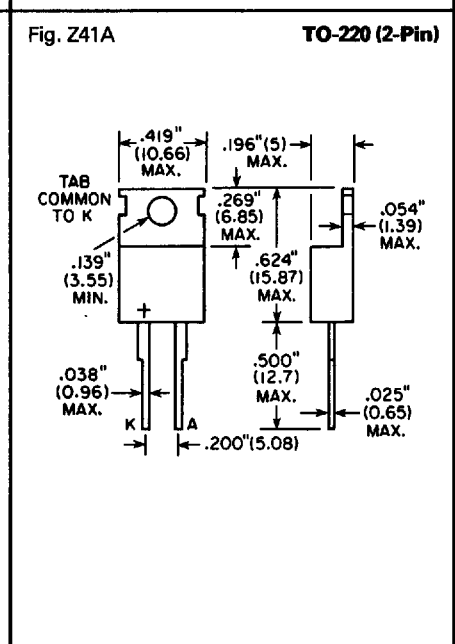 Fig. Z41A
TO-220 (2-Pin)
.419"
(10.66)
MAX.
.196"(5)
MAX.
TAB
COMMON
TO K
.269"
(6.85)
MAX.
.054"
(1.39)
MAX.
.139"
(3.55)
MIN.
.624"
(15.87)
MAX.
+
.038"
(0.96)
MAX.
.500"
(12.7)
MAX.
.025"
(0.65)
MAX.
K
A
.200"(5.08)